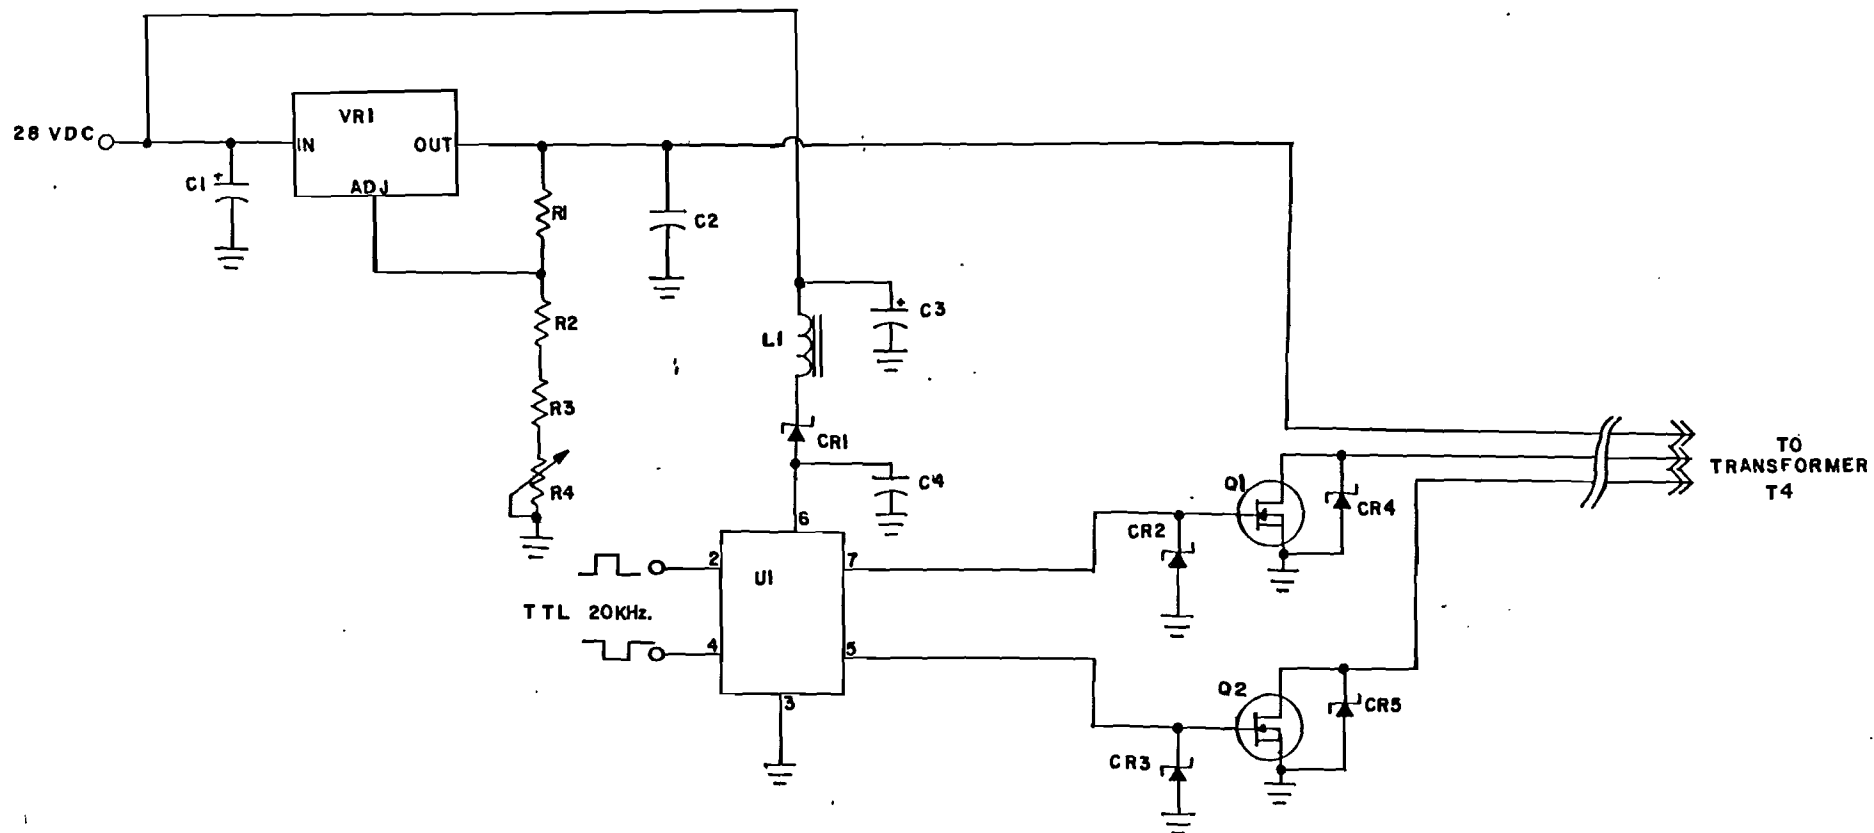 28 VDC
VR1
IN
OUT
ADJ
C1 +
R1
C2
R2
R3
R4
L1
+ C3
CR1
C4
6
2
7
U1
TTL 20KHz.
4
5
3
CR2
Q1
CR4
CR3
Q2
CR5
TO
TRANSFORMER
T4